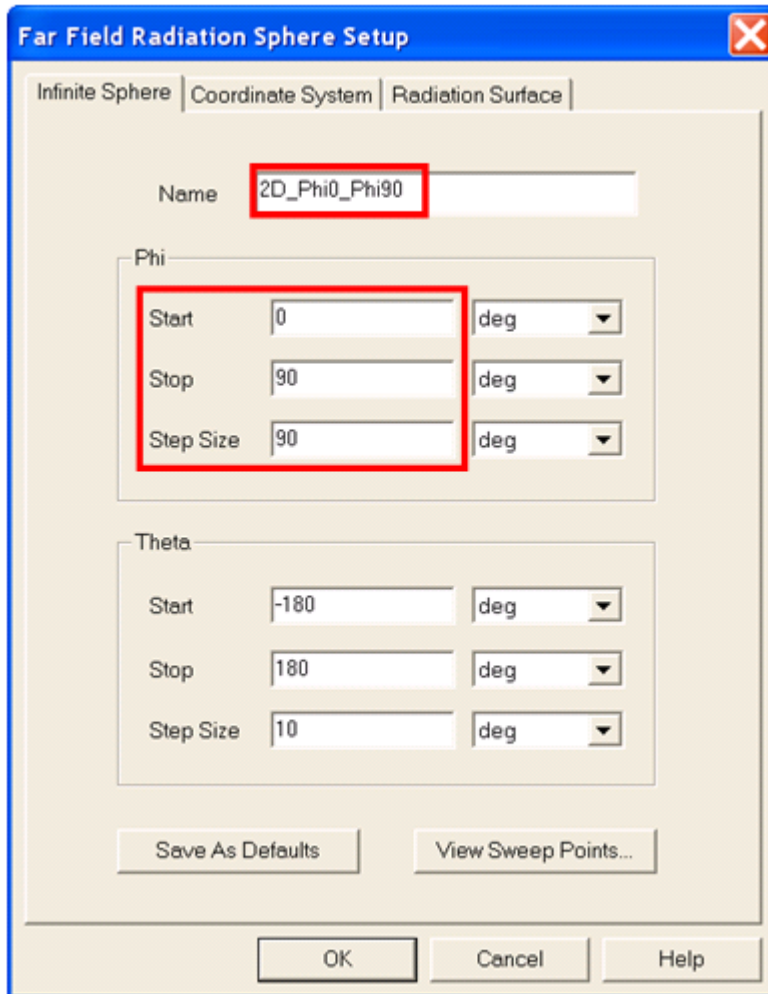 Far Field Radiation Sphere Setup
Infinite Sphere Coordinate System Radiation Surface
Name 2D_Phi0_Phi90
Phi
Start 0 deg
Stop 90 deg
Step Size 90 deg
Theta
Start -180 deg
Stop 180 deg
Step Size 10 deg
Save As Defaults View Sweep Points...
OK Cancel Help